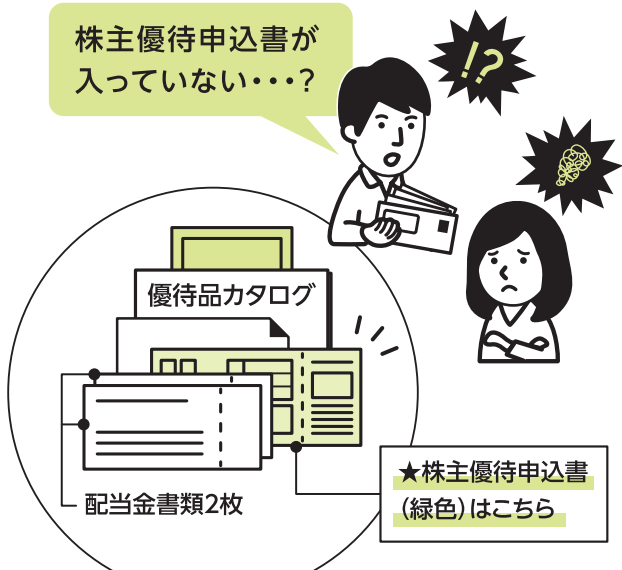 株主優待申込書が
入っていない・・・?
!?
優待品カタログ
配当金書類2枚
★株主優待申込書
(緑色)はこちら